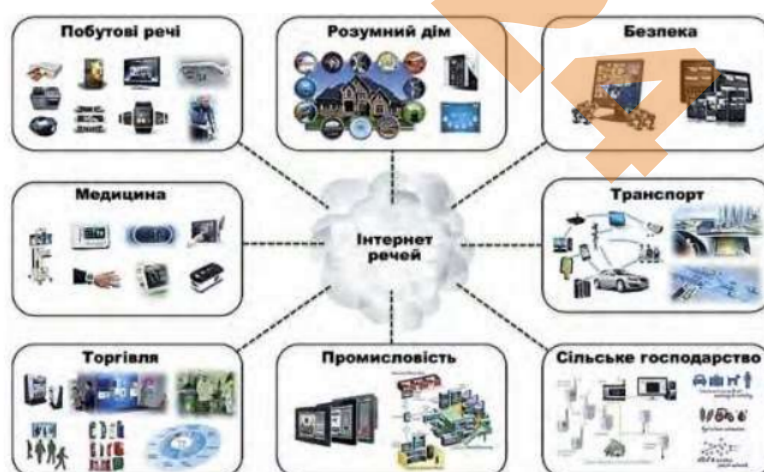 Побутові речі
Розумний дім
Безпека
Медицина
Інтернет
речей
Транспорт
Торгівля
Промисловість
Сільське господарство